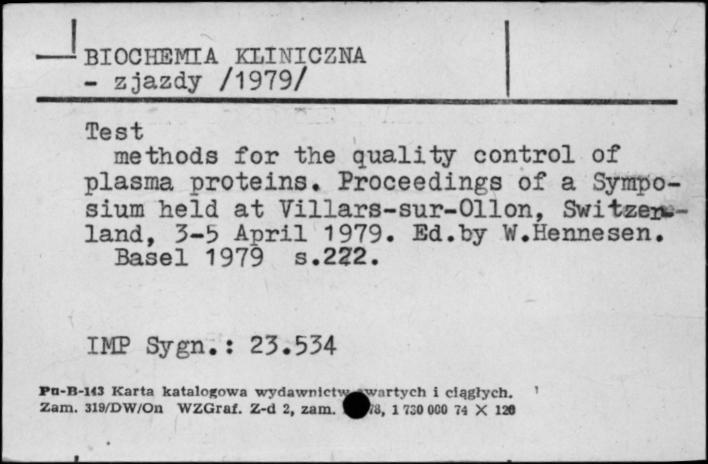 BIOCHEMIA KLINICZNA
- zjazdy /1979/
Test
methods for the quality control of
plasma proteins. Proceedings of a Sympo-
sium held at Villars-sur-Ollon, Switzer-
land, 3-5 April 1979. Ed.by W.Hennesen.
Basel 1979 s.222.
IMP Sygn.: 23.534
Pu-B-143 Karta katalogowa wydawnictw zwartych i ciągłych.
Zam. 319/DW/On WZGraf. Z-d 2, zam. 78, 1 730 000 74 X 120